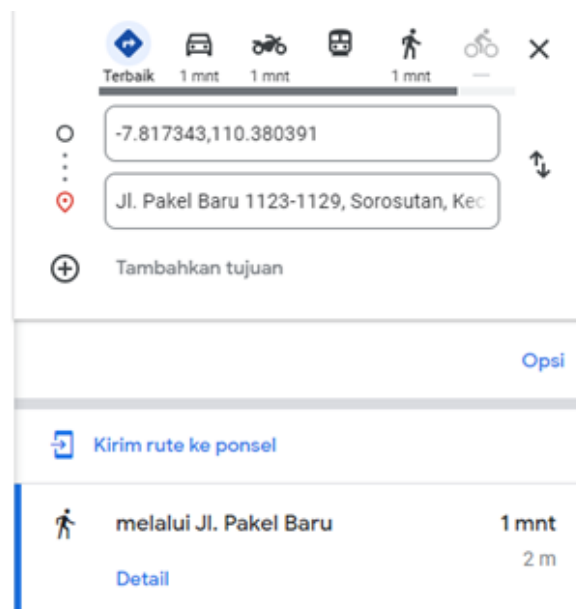 Terbaik 1 mnt 1 mnt 1 mnt —
-7.817343,110.380391
Jl. Pakel Baru 1123-1129, Sorosutan, Kec
Tambahkan tujuan
Opsi
Kirim rute ke ponsel
melalui Jl. Pakel Baru 1 mnt
2 m
Detail